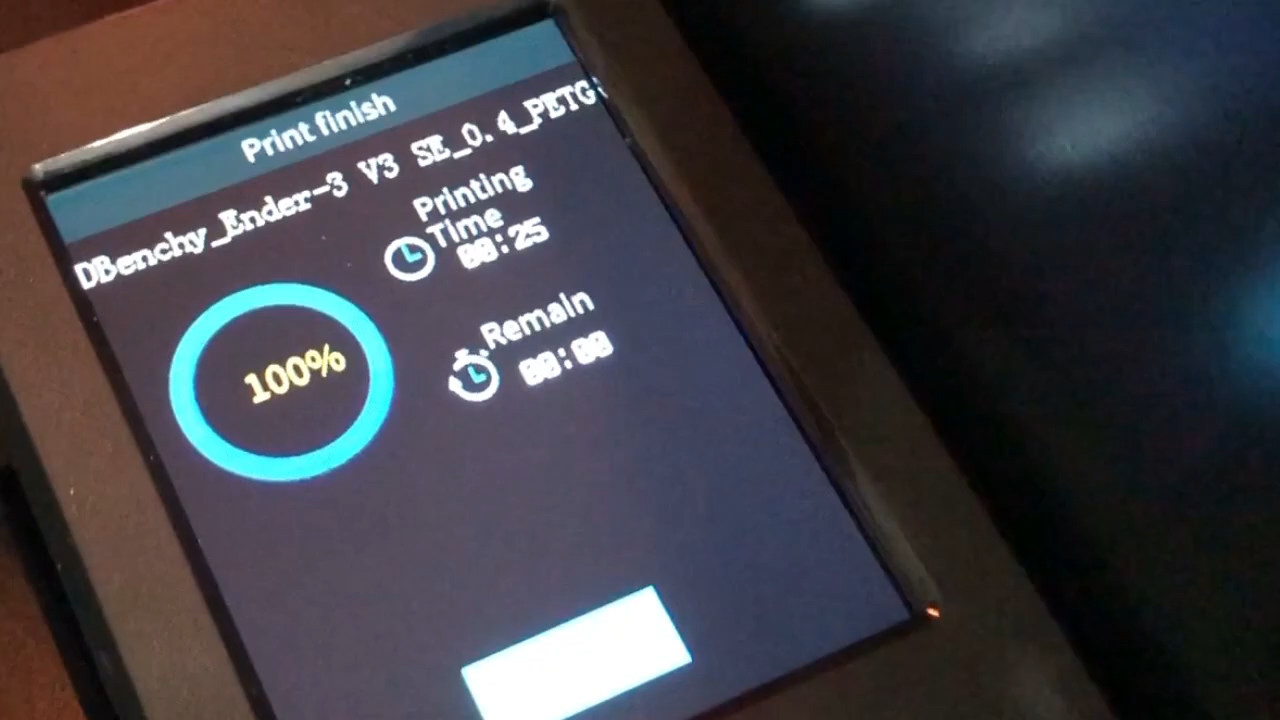 Print finish
DBenchy_Ender-3 V3 SE_0.4_PETG
Printing
Time
00:25
Remain
00:00
100%